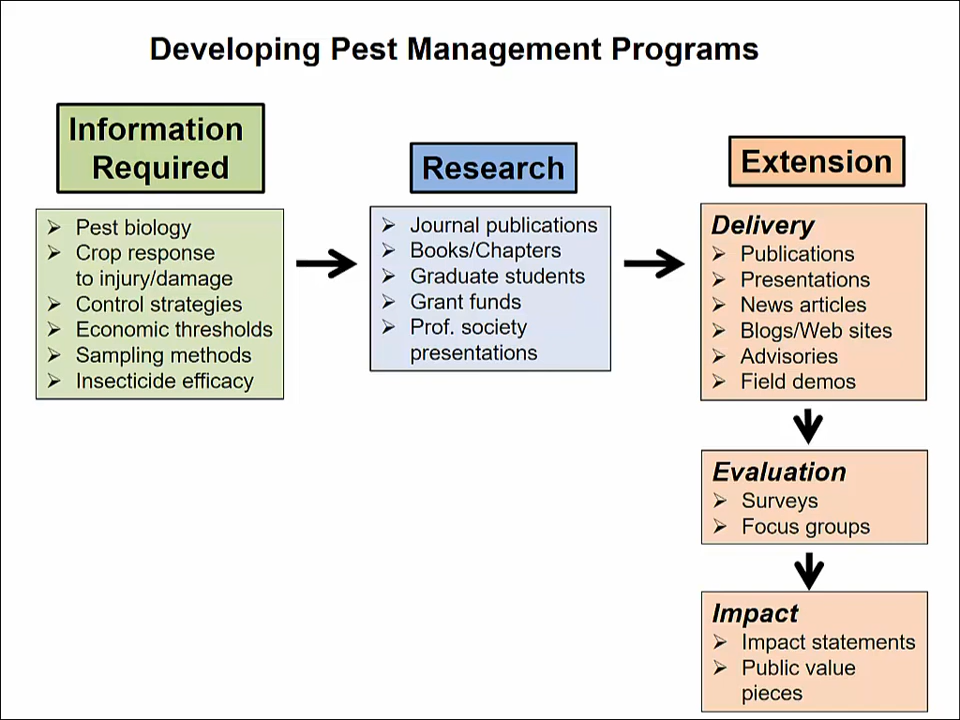 Developing Pest Management Programs
Information
Required
➢ Pest biology
➢ Crop response
to injury/damage
➢ Control strategies
➢ Economic thresholds
➢ Sampling methods
➢ Insecticide efficacy
Research
➢ Journal publications
➢ Books/Chapters
➢ Graduate students
➢ Grant funds
➢ Prof. society
presentations
Extension
Delivery
➢ Publications
➢ Presentations
➢ News articles
➢ Blogs/Web sites
➢ Advisories
➢ Field demos
Evaluation
➢ Surveys
➢ Focus groups
Impact
➢ Impact statements
➢ Public value
pieces